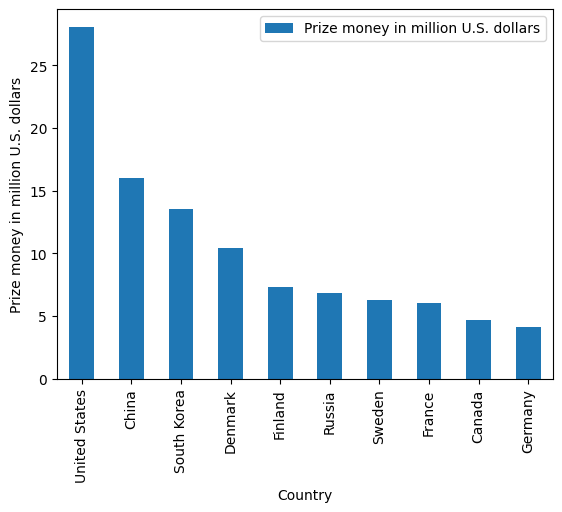 Prize money in million U.S. dollars
Prize money in million U.S. dollars
25
20
15
10
5
0
United States
China
South Korea
Denmark
Finland
Russia
Sweden
France
Canada
Germany
Country